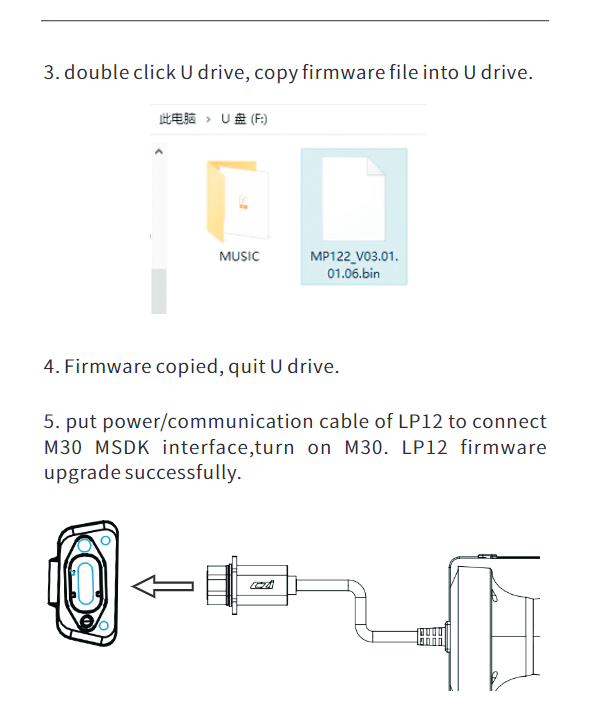 3. double click U drive, copy firmware file into U drive.
此电脑 › U 盘 (F:)
MUSIC
MP122_V03.01.
01.06.bin
4. Firmware copied, quit U drive.
5. put power/communication cable of LP12 to connect
M30 MSDK interface,turn on M30. LP12 firmware
upgrade successfully.